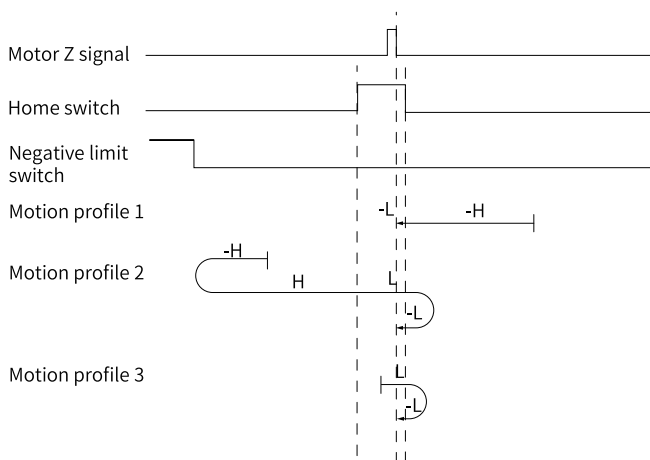 Motor Z signal
Home switch
Negative limit
switch
Motion profile 1
-L
-H
-H
Motion profile 2
H
L
-L
Motion profile 3
L
-L